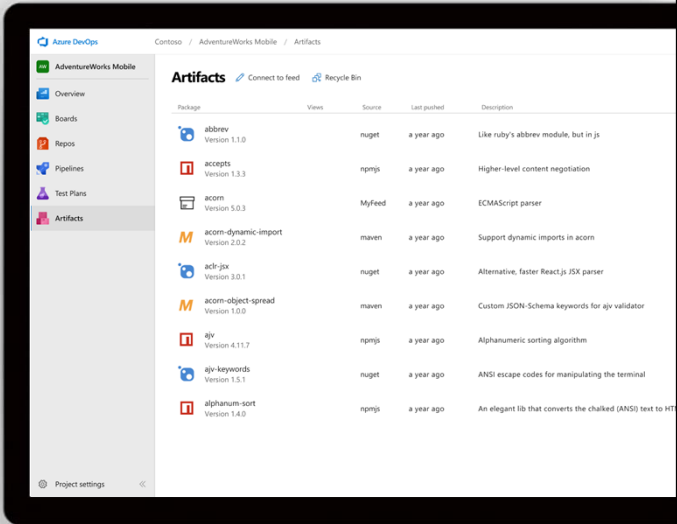 Azure DevOps
Contoso / AdventureWorks Mobile / Artifacts
AW AdventureWorks Mobile
Overview
Boards
Repos
Pipelines
Test Plans
Artifacts
Project settings
Artifacts Connect to feed Recycle Bin
Package Views Source Last pushed Description
abbrev
Version 1.1.0
nuget a year ago Like ruby's abbrev module, but in js
accepts
Version 1.3.3
npmjs a year ago Higher-level content negotiation
acorn
Version 5.0.3
MyFeed a year ago ECMAScript parser
acorn-dynamic-import
Version 2.0.2
maven a year ago Support dynamic imports in acorn
aclr-jsx
Version 3.0.1
nuget a year ago Alternative, faster React.js JSX parser
acorn-object-spread
Version 1.0.0
maven a year ago Custom JSON-Schema keywords for ajv validator
ajv
Version 4.11.7
npmjs a year ago Alphanumeric sorting algorithm
ajv-keywords
Version 1.5.1
nuget a year ago ANSI escape codes for manipulating the terminal
alphanum-sort
Version 1.4.0
npmjs a year ago An elegant lib that converts the chalked (ANSI) text to HT